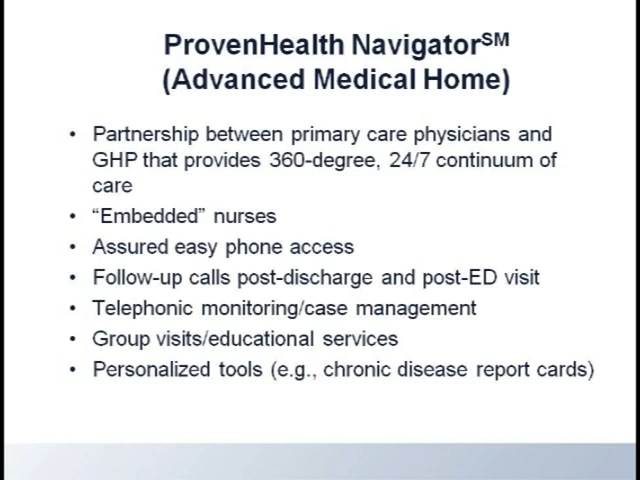 ProvenHealth Navigator℠
(Advanced Medical Home)
• Partnership between primary care physicians and
GHP that provides 360-degree, 24/7 continuum of
care
• “Embedded” nurses
• Assured easy phone access
• Follow-up calls post-discharge and post-ED visit
• Telephonic monitoring/case management
• Group visits/educational services
• Personalized tools (e.g., chronic disease report cards)